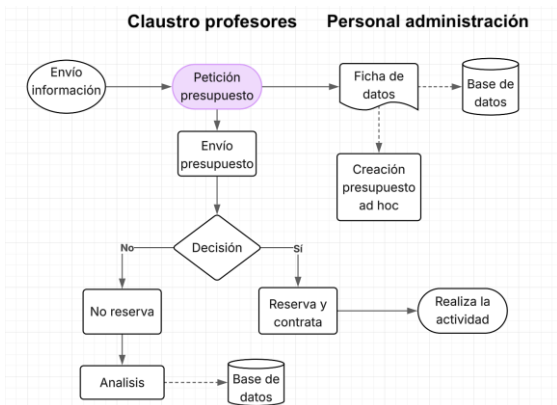 Claustro profesores
Personal administración
Envío
información
Petición
presupuesto
Ficha de
datos
Base de
datos
Envío
presupuesto
Creación
presupuesto
ad hoc
Decisión
No
Sí
No reserva
Reserva y
contrata
Realiza la
actividad
Analisis
Base de
datos